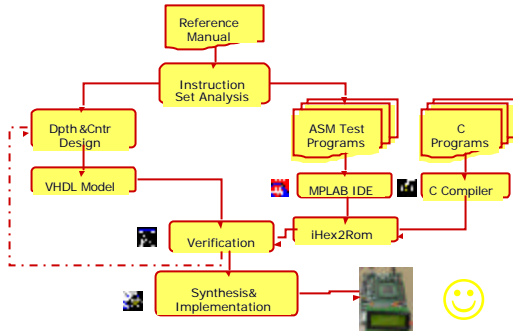 Reference
Manual
Instruction
Set Analysis
Dpth&Cntr
Design
ASM Test
Programs
C
Programs
VHDL Model
MPLAB IDE
C Compiler
Verification
iHex2Rom
Synthesis&
Implementation